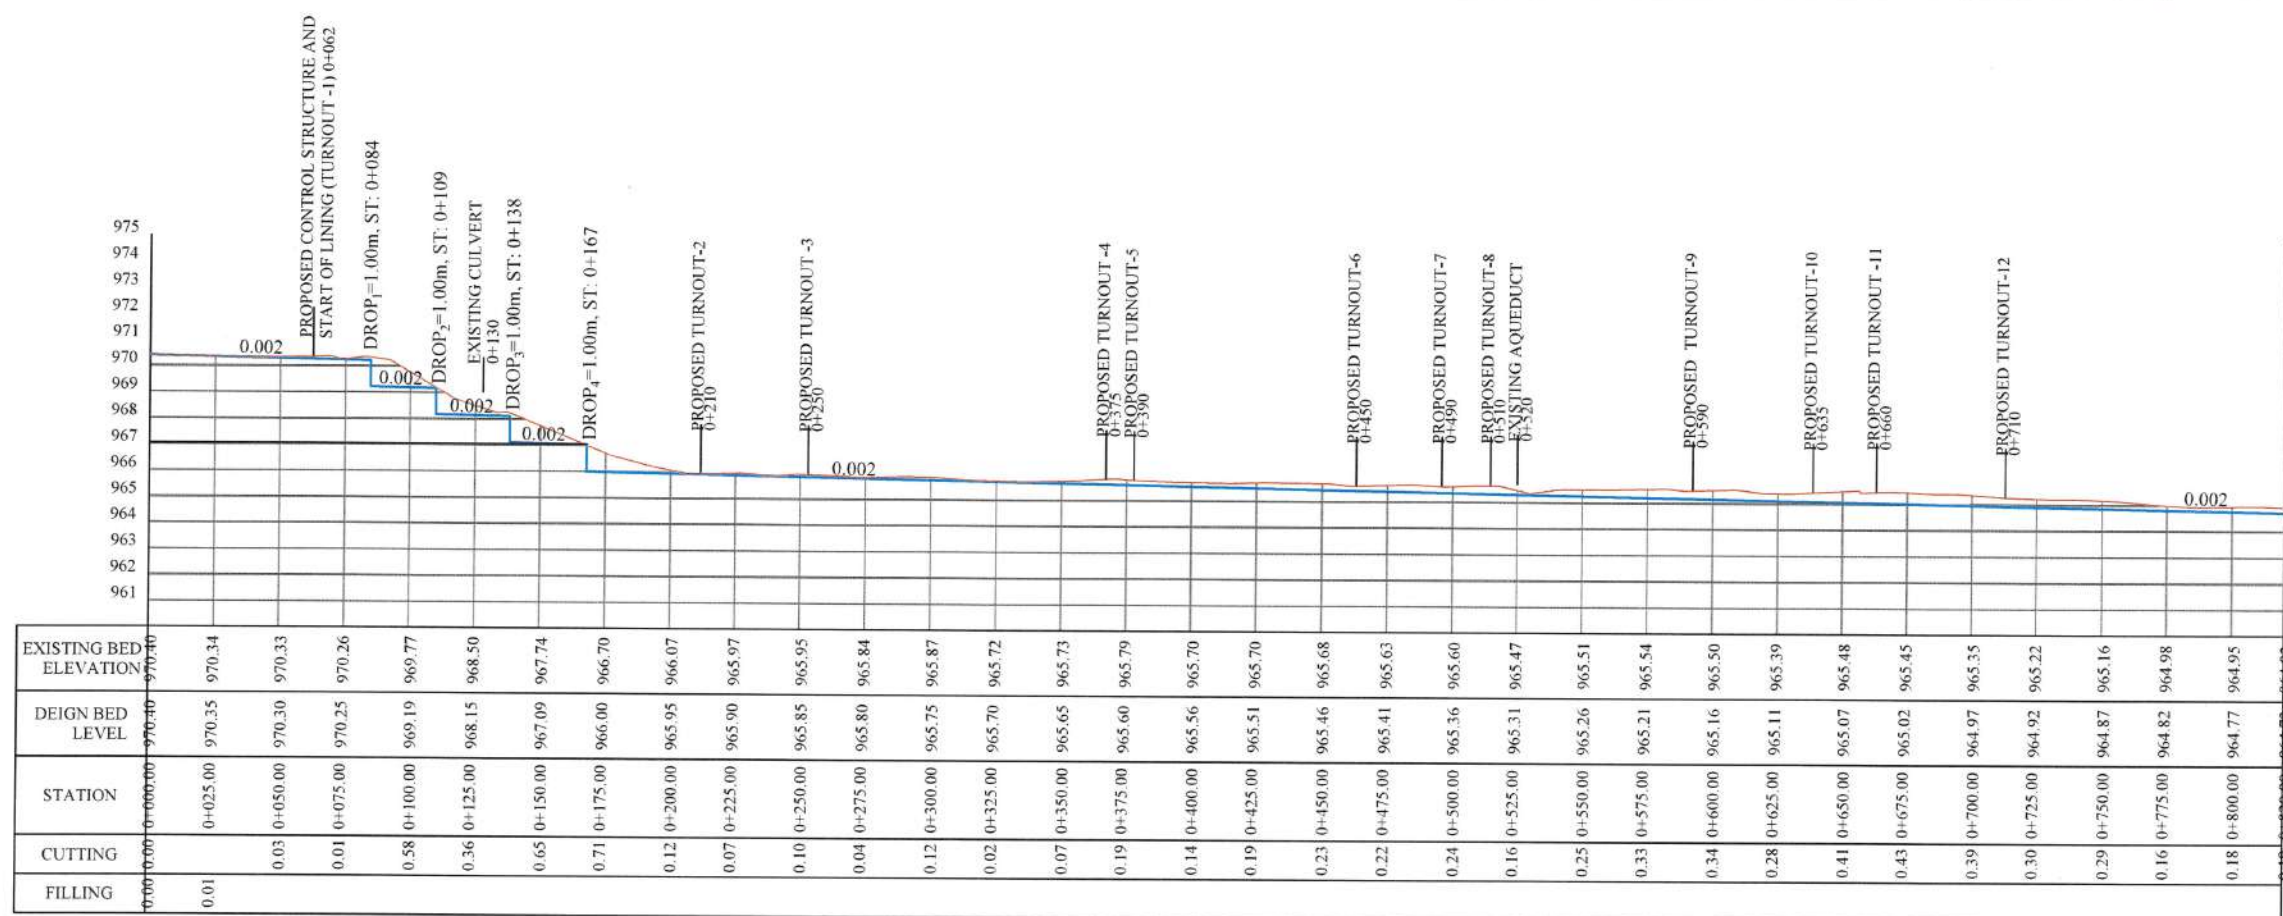 PROPOSED CONTROL STRUCTURE AND
START OF LINING (TURNOUT -1) 0+062
DROP₁=1.00m, ST: 0+084
DROP₂=1.00m, ST: 0+109
EXISTING CULVERT
0+130
DROP₃=1.00m, ST: 0+138
DROP₄=1.00m, ST: 0+167
PROPOSED TURNOUT-2
0+210
PROPOSED TURNOUT -3
0+250
PROPOSED TURNOUT -4
0+375
PROPOSED TURNOUT-5
0+390
PROPOSED TURNOUT-6
0+450
PROPOSED TURNOUT-7
0+490
PROPOSED TURNOUT-8
0+510
EXISTING AQUEDUCT
0+520
PROPOSED TURNOUT-9
0+590
PROPOSED TURNOUT-10
0+635
PROPOSED TURNOUT -11
0+660
PROPOSED TURNOUT-12
0+710
975
974
973
972
971
970
969
968
967
966
965
964
963
962
961
0.002
0.002
0.002
0.002
0.002
0.002
EXISTING BED
ELEVATION
970.40 970.34 970.33 970.26 969.77 968.50 967.74 966.70 966.07 965.97 965.95 965.84 965.87 965.72 965.73 965.79 965.70 965.70 965.68 965.63 965.60 965.47 965.51 965.54 965.50 965.39 965.48 965.45 965.35 965.22 965.16 964.98 964.95
DEIGN BED
LEVEL
970.40 970.35 970.30 970.25 969.19 968.15 967.09 966.00 965.95 965.90 965.85 965.80 965.75 965.70 965.65 965.60 965.56 965.51 965.46 965.41 965.36 965.31 965.26 965.21 965.16 965.11 965.07 965.02 964.97 964.92 964.87 964.82 964.77
STATION
0+000.00 0+025.00 0+050.00 0+075.00 0+100.00 0+125.00 0+150.00 0+175.00 0+200.00 0+225.00 0+250.00 0+275.00 0+300.00 0+325.00 0+350.00 0+375.00 0+400.00 0+425.00 0+450.00 0+475.00 0+500.00 0+525.00 0+550.00 0+575.00 0+600.00 0+625.00 0+650.00 0+675.00 0+700.00 0+725.00 0+750.00 0+775.00 0+800.00
CUTTING
0.00 0.03 0.01 0.58 0.36 0.65 0.71 0.12 0.07 0.10 0.04 0.12 0.02 0.07 0.19 0.14 0.19 0.23 0.22 0.24 0.16 0.25 0.33 0.34 0.28 0.41 0.43 0.39 0.30 0.29 0.16 0.18
FILLING
0.00 0.01